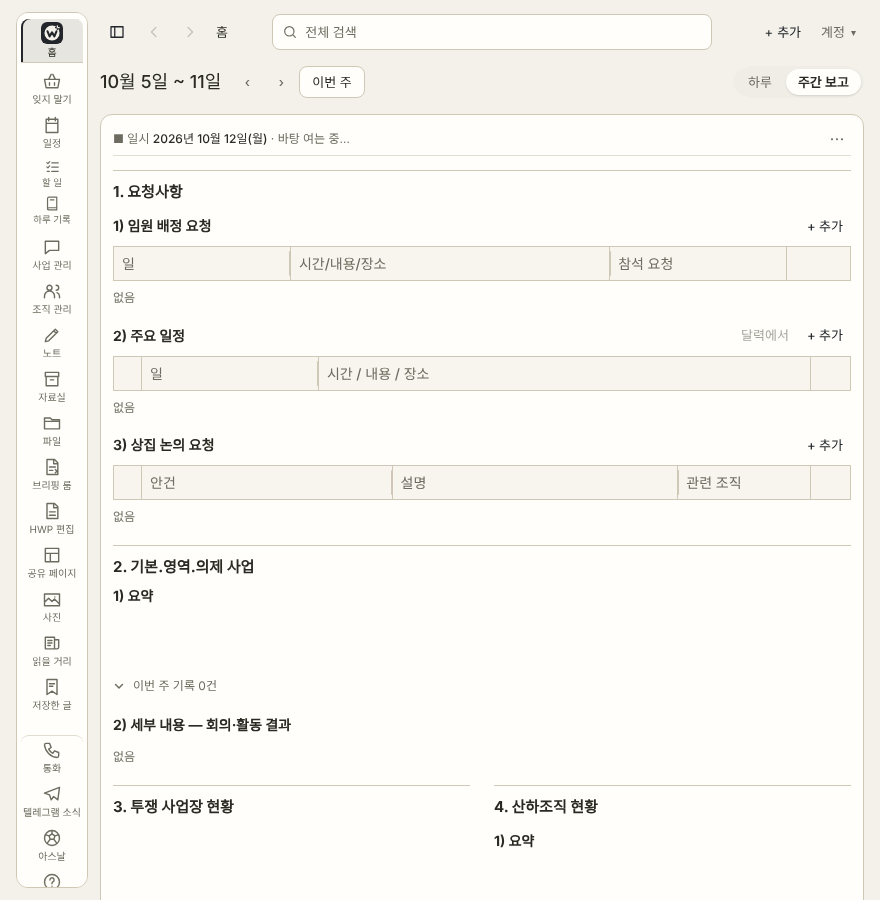 홈
전체 검색
+ 추가
계정
홈
잊지 말기
일정
할 일
하루 기록
사업 관리
조직 관리
노트
자료실
파일
브리핑 룸
HWP 편집
공유 페이지
사진
읽을 거리
저장한 글
통화
텔레그램 소식
아스날
10월 5일 ~ 11일
이번 주
하루
주간 보고
■ 일시 2026년 10월 12일(월) · 바탕 여는 중…
1. 요청사항
1) 임원 배정 요청
+ 추가
일 시간/내용/장소 참석 요청
없음
2) 주요 일정
달력에서 + 추가
일 시간 / 내용 / 장소
없음
3) 상집 논의 요청
+ 추가
안건 설명 관련 조직
없음
2. 기본.영역.의제 사업
1) 요약
이번 주 기록 0건
2) 세부 내용 — 회의·활동 결과
없음
3. 투쟁 사업장 현황
4. 산하조직 현황
1) 요약